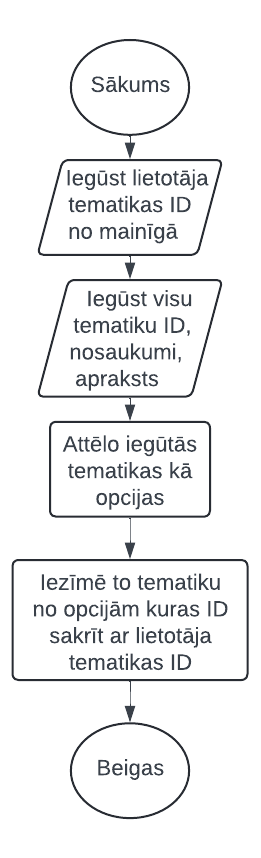 Sākums
Iegūst lietotāja
tematikas ID
no mainīgā
Iegūst visu
tematiku ID,
nosaukumi,
apraksts
Attēlo iegūtās
tematikas kā
opcijas
Iezīmē to tematiku
no opcijām kuras ID
sakrīt ar lietotāja
tematikas ID
Beigas